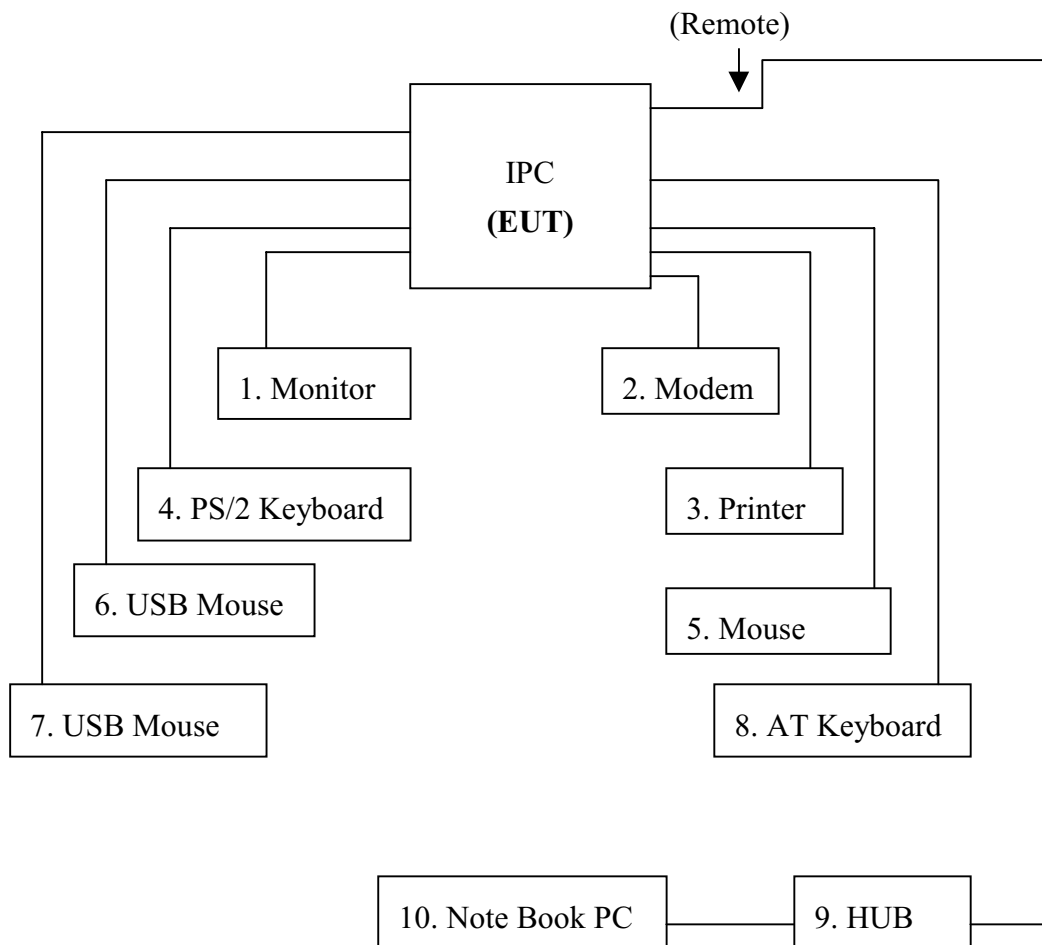 (Remote)
IPC
(EUT)
1. Monitor
2. Modem
4. PS/2 Keyboard
3. Printer
6. USB Mouse
5. Mouse
7. USB Mouse
8. AT Keyboard
10. Note Book PC
9. HUB